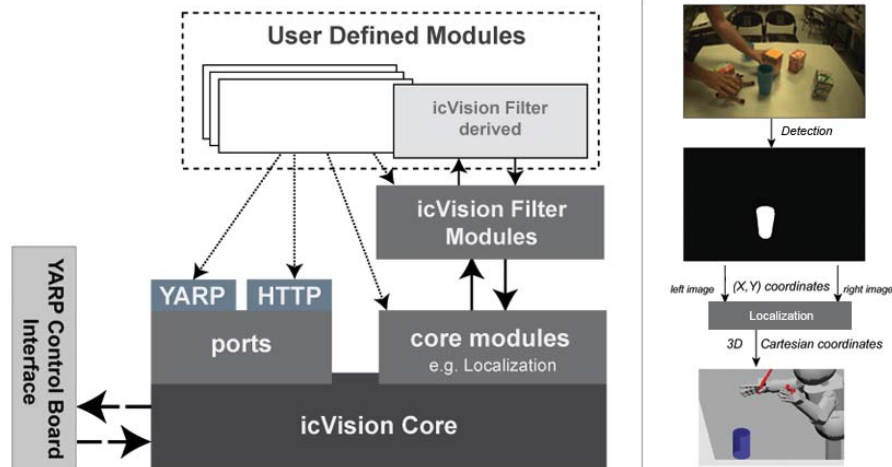 User Defined Modules
icVision Filter
derived
icVision Filter
Modules
YARP
HTTP
ports
core modules
e.g. Localization
icVision Core
YARP Control Board
Interface
Detection
left image
(X,Y) coordinates
right image
Localization
3D
Cartesian coordinates